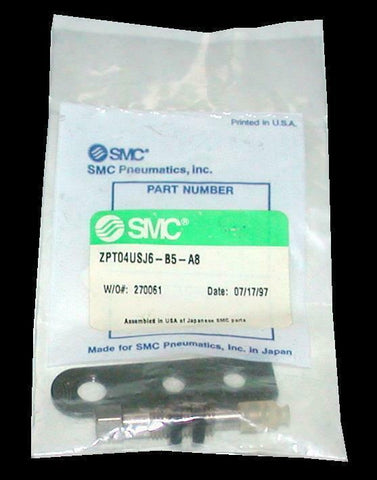 Printed in U.S.A.
SMC
SMC Pneumatics, Inc.
PART NUMBER
SMC
ZPT04USJ6-B5-A8
W/O#: 270061 Date: 07/17/97
Assembled in USA of Japanese SMC parts
Made for SMC Pneumatics, Inc. in Japan